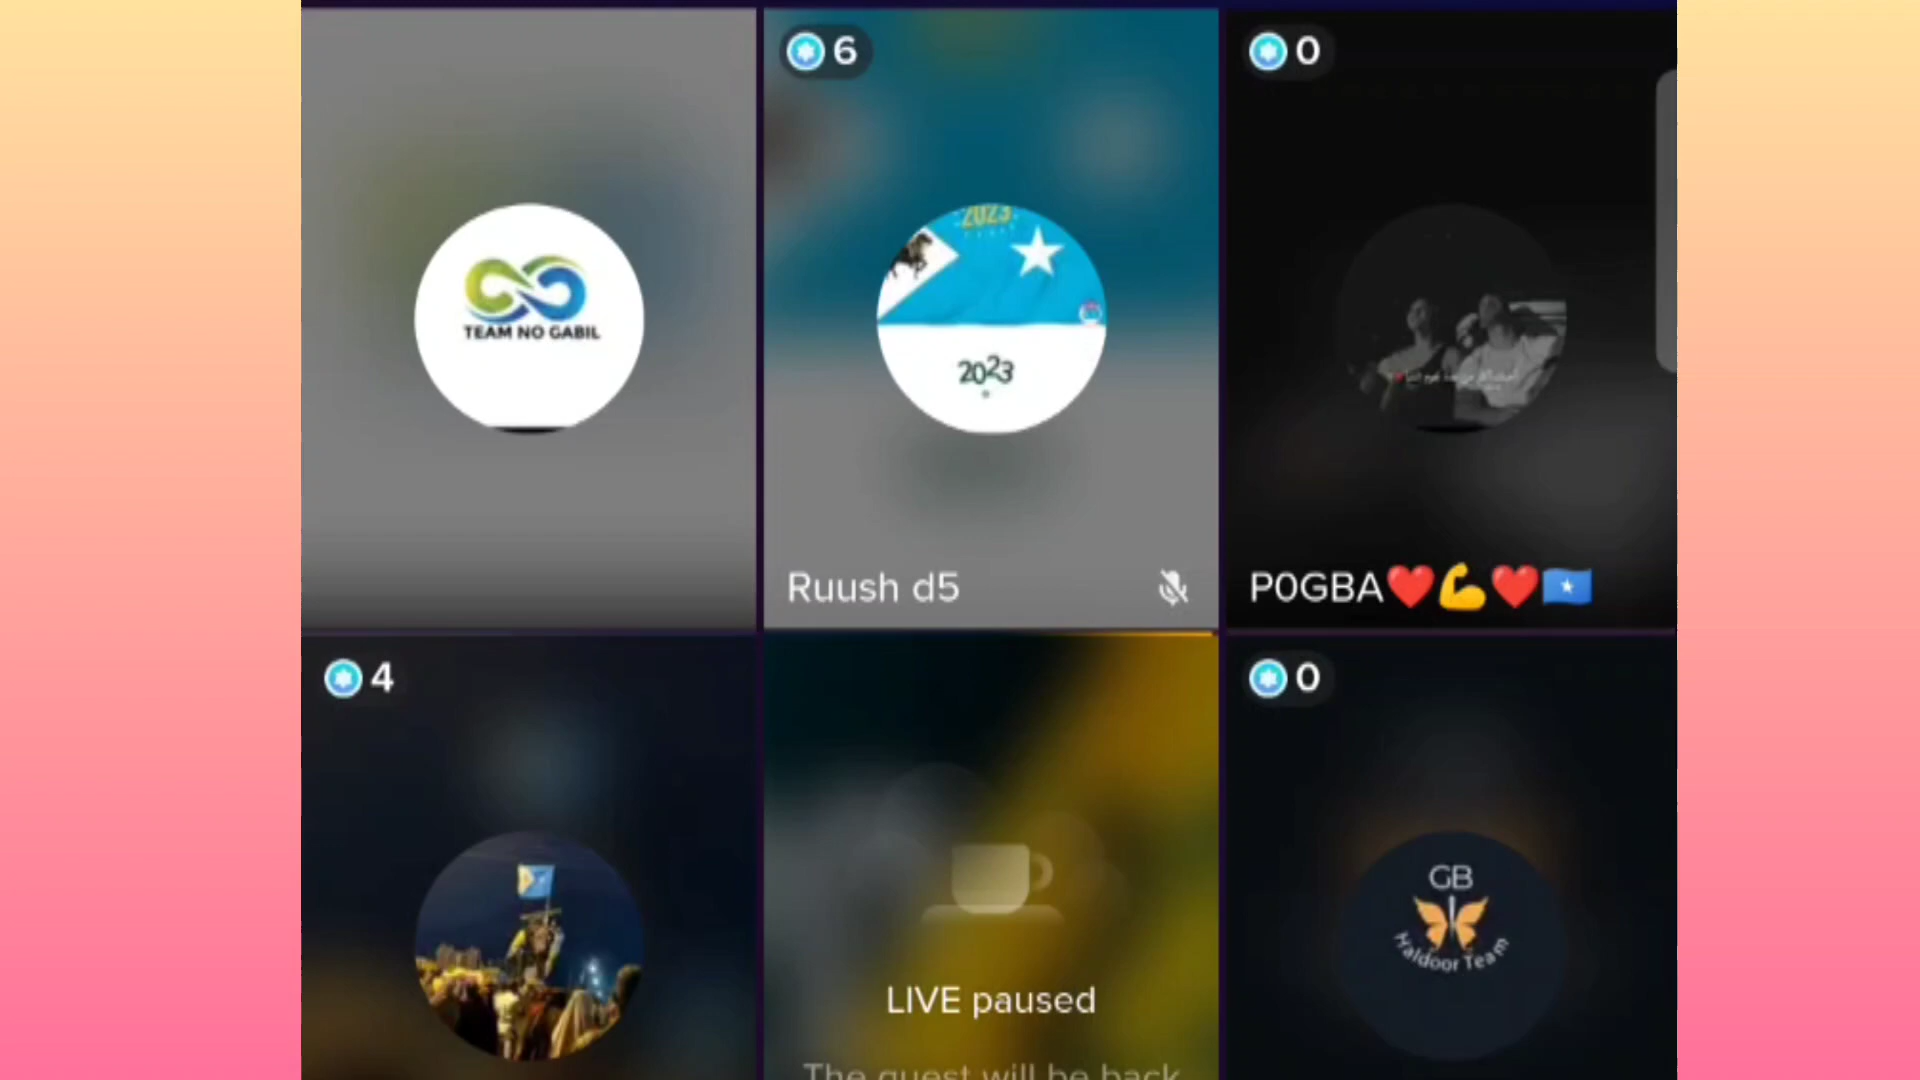 6
0
2023
TEAM NO GABIL
2023
Ruush d5
P0GBA❤️💪❤️🇸🇴
4
0
GB
Haldoor Team
LIVE paused
The guest will be back